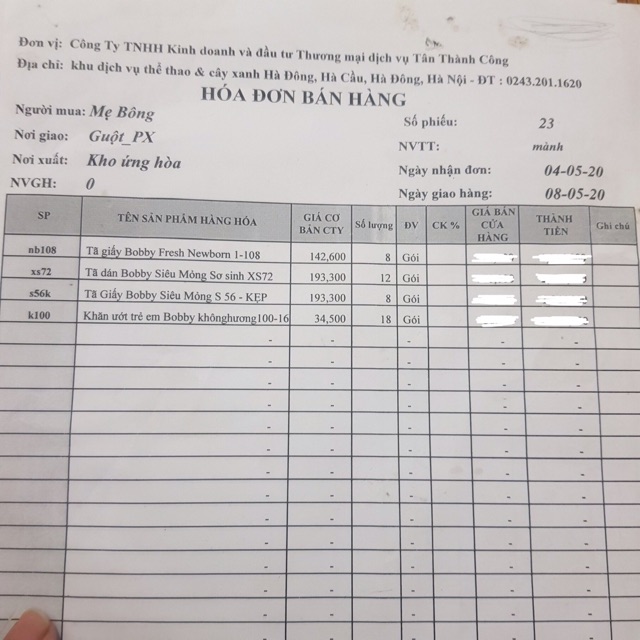 Đơn vị: Công Ty TNHH Kinh doanh và đầu tư Thương mại dịch vụ Tân Thành Công
Địa chỉ: khu dịch vụ thể thao & cây xanh Hà Đông, Hà Cầu, Hà Đông, Hà Nội - ĐT : 0243.201.1620
HÓA ĐƠN BÁN HÀNG
Người mua: Mẹ Bông
Số phiếu: 23
Nơi giao: Guột_PX
NVTT: mành
Nơi xuất: Kho ứng hòa
Ngày nhận đơn: 04-05-20
NVGH: 0
Ngày giao hàng: 08-05-20
SP TÊN SẢN PHẨM HÀNG HÓA GIÁ CƠ BẢN CTY Số lượng ĐV CK % GIÁ BÁN CỬA HÀNG THÀNH TIỀN Ghi chú
nb108 Tã giấy Bobby Fresh Newborn 1-108 142,600 8 Gói
xs72 Tã dán Bobby Siêu Mỏng Sơ sinh XS72 193,300 12 Gói
s56k Tã Giấy Bobby Siêu Mỏng S 56 - KẸP 193,300 8 Gói
k100 Khăn ướt trẻ em Bobby khônghương100-16 34,500 18 Gói